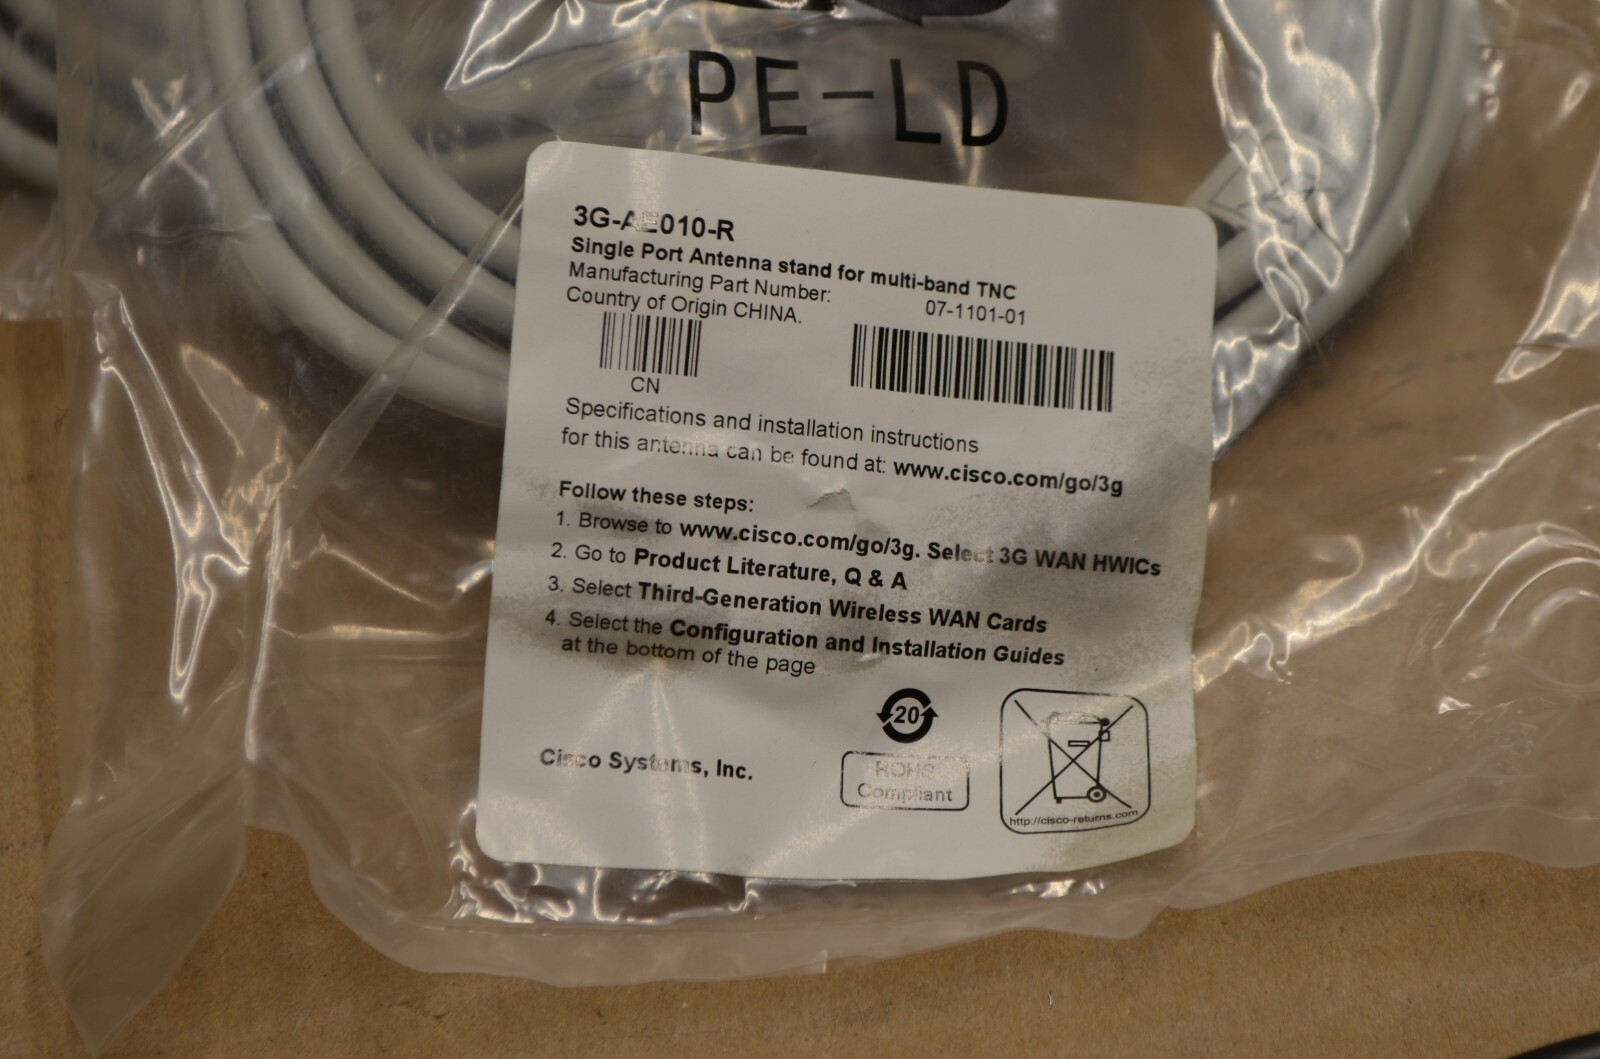 PE-LD
3G-AE010-R
Single Port Antenna stand for multi-band TNC
Manufacturing Part Number: 07-1101-01
Country of Origin CHINA.
CN
Specifications and installation instructions
for this antenna can be found at: www.cisco.com/go/3g
Follow these steps:
1. Browse to www.cisco.com/go/3g. Select 3G WAN HWICs
2. Go to Product Literature, Q & A
3. Select Third-Generation Wireless WAN Cards
4. Select the Configuration and Installation Guides
at the bottom of the page
20
Cisco Systems, Inc.
ROHS
Compliant
http://cisco-returns.com